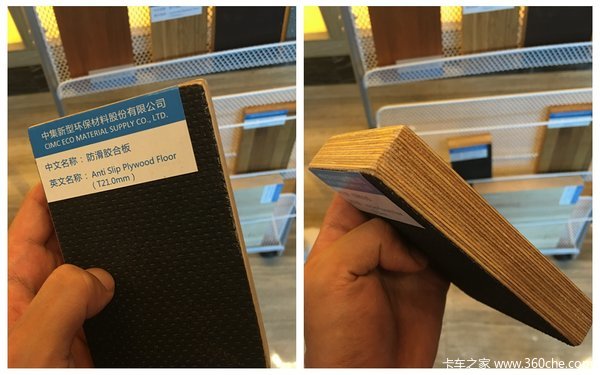 中集新型环保材料股份有限公司
CIMC ECO MATERIAL SUPPLY CO., LTD.
中文名称：防滑胶合板
英文名称：Anti Slip Plywood Floor
（T21.0mm）
卡车之家 www.360che.com